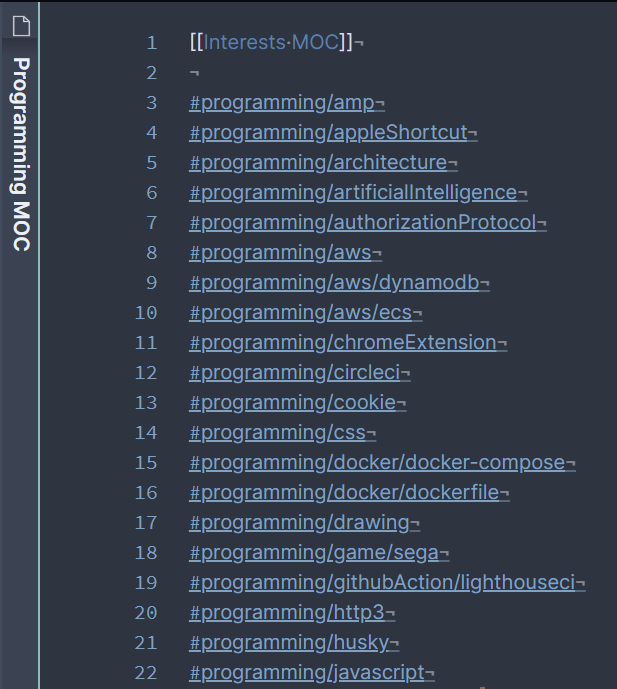 Programming MOC
1 [[Interests·MOC]]¬
2 ¬
3 #programming/amp¬
4 #programming/appleShortcut¬
5 #programming/architecture¬
6 #programming/artificialIntelligence¬
7 #programming/authorizationProtocol¬
8 #programming/aws¬
9 #programming/aws/dynamodb¬
10 #programming/aws/ecs¬
11 #programming/chromeExtension¬
12 #programming/circleci¬
13 #programming/cookie¬
14 #programming/css¬
15 #programming/docker/docker-compose¬
16 #programming/docker/dockerfile¬
17 #programming/drawing¬
18 #programming/game/sega¬
19 #programming/githubAction/lighthouseci¬
20 #programming/http3¬
21 #programming/husky¬
22 #programming/javascript¬